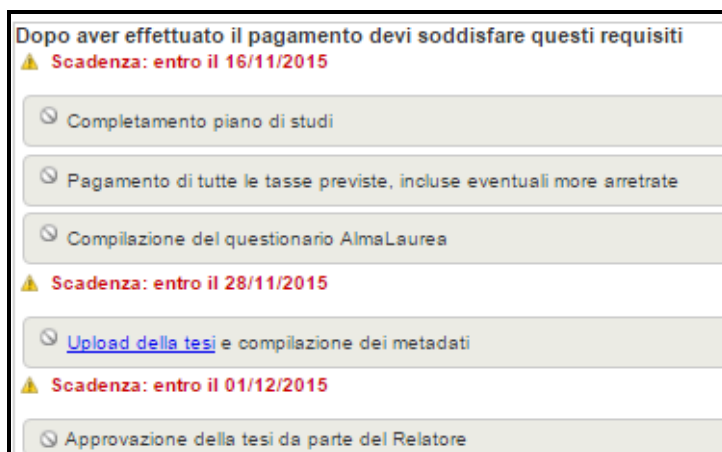 Dopo aver effettuato il pagamento devi soddisfare questi requisiti
Scadenza: entro il 16/11/2015
Completamento piano di studi
Pagamento di tutte le tasse previste, incluse eventuali more arretrate
Compilazione del questionario AlmaLaurea
Scadenza: entro il 28/11/2015
Upload della tesi e compilazione dei metadati
Scadenza: entro il 01/12/2015
Approvazione della tesi da parte del Relatore